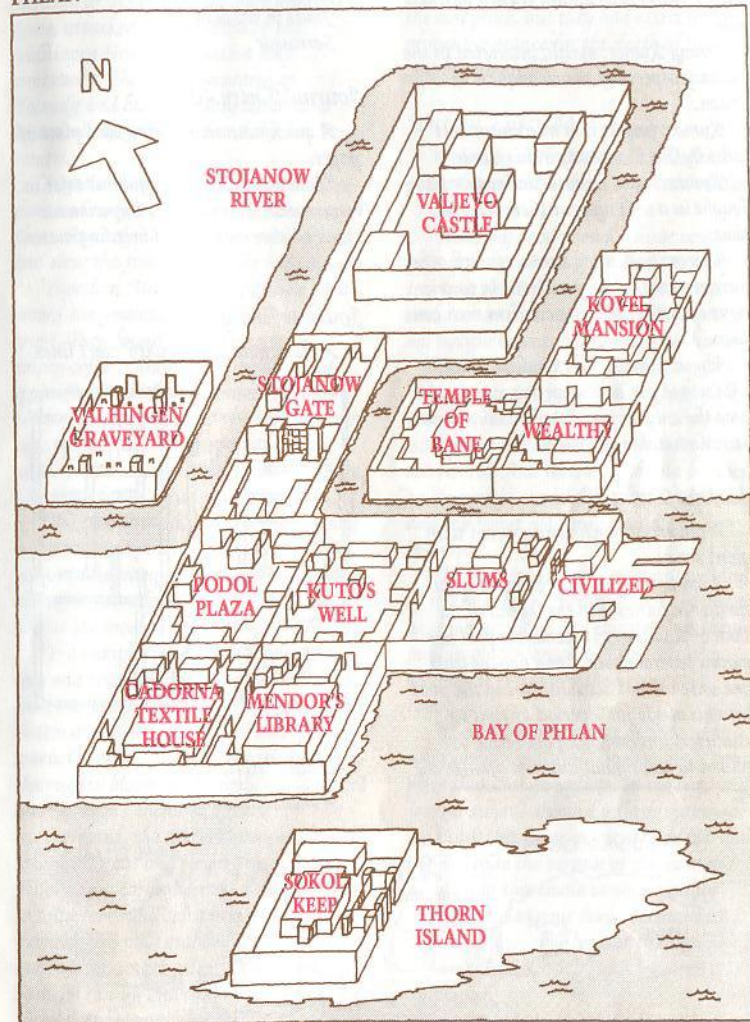 PHLAN
N
STOJANOW
RIVER
VALJEVO
CASTLE
KOVEL
MANSION
STOJANOW
GATE
VALHINGEN
GRAVEYARD
TEMPLE
OF
BANE
WEALTHY
PODOL
PLAZA
KUTO'S
WELL
SLUMS
CIVILIZED
CADORNA
TEXTILE
HOUSE
MENDOR'S
LIBRARY
BAY OF PHLAN
SOKOL
KEEP
THORN
ISLAND